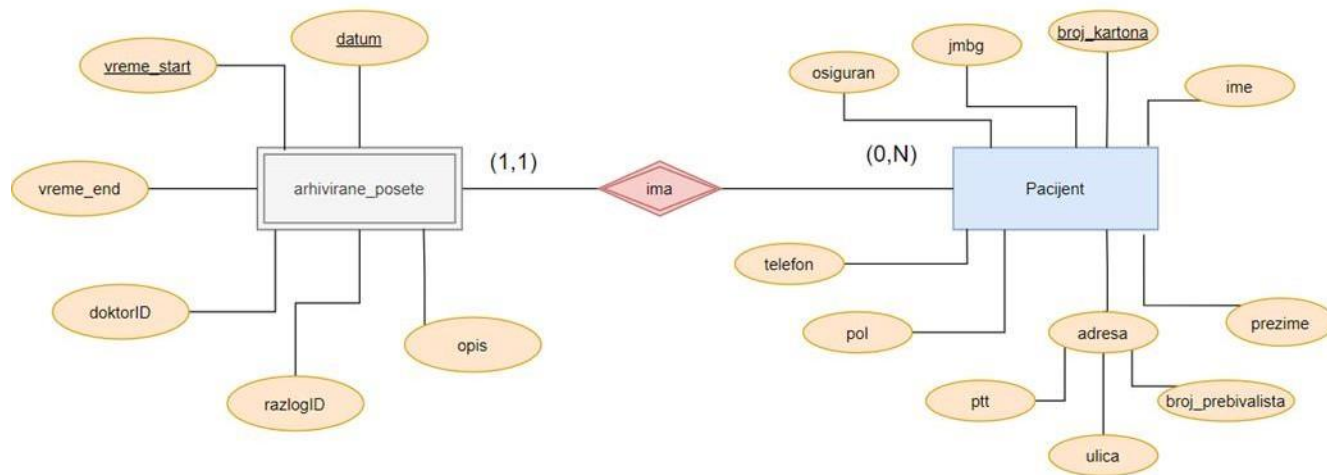 datum
vreme_start
vreme_end
arhivirane_posete
doktorID
razlogID
opis
(1,1)
ima
(0,N)
Pacijent
osiguran
jmbg
broj_kartona
ime
telefon
pol
adresa
prezime
ptt
ulica
broj_prebivalista